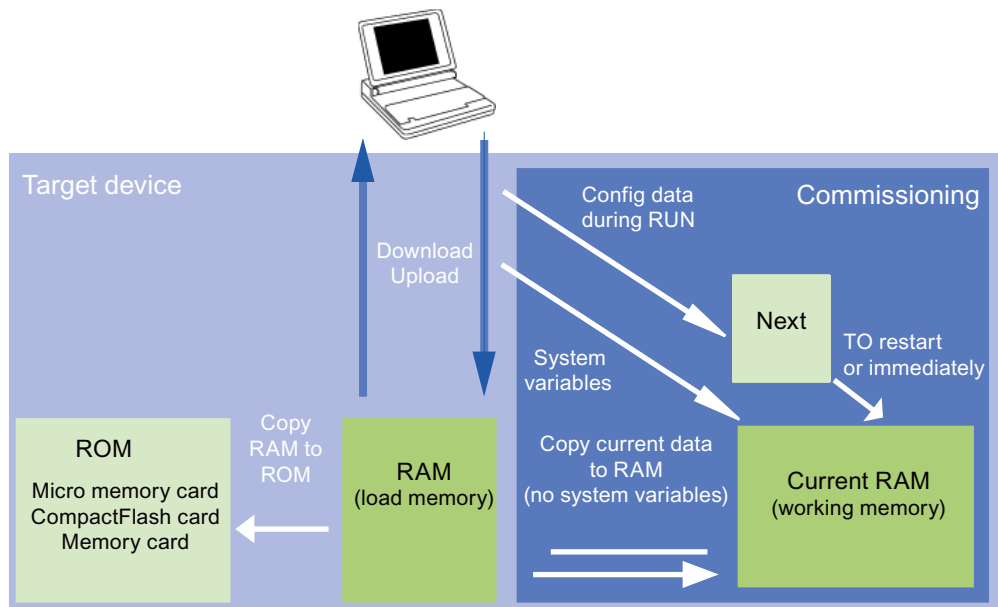 Target device
Commissioning
Config data
during RUN
Download
Upload
Next
TO restart
or immediately
System
variables
Copy
RAM to
ROM
ROM
Micro memory card
CompactFlash card
Memory card
RAM
(load memory)
Copy current data
to RAM
(no system variables)
Current RAM
(working memory)